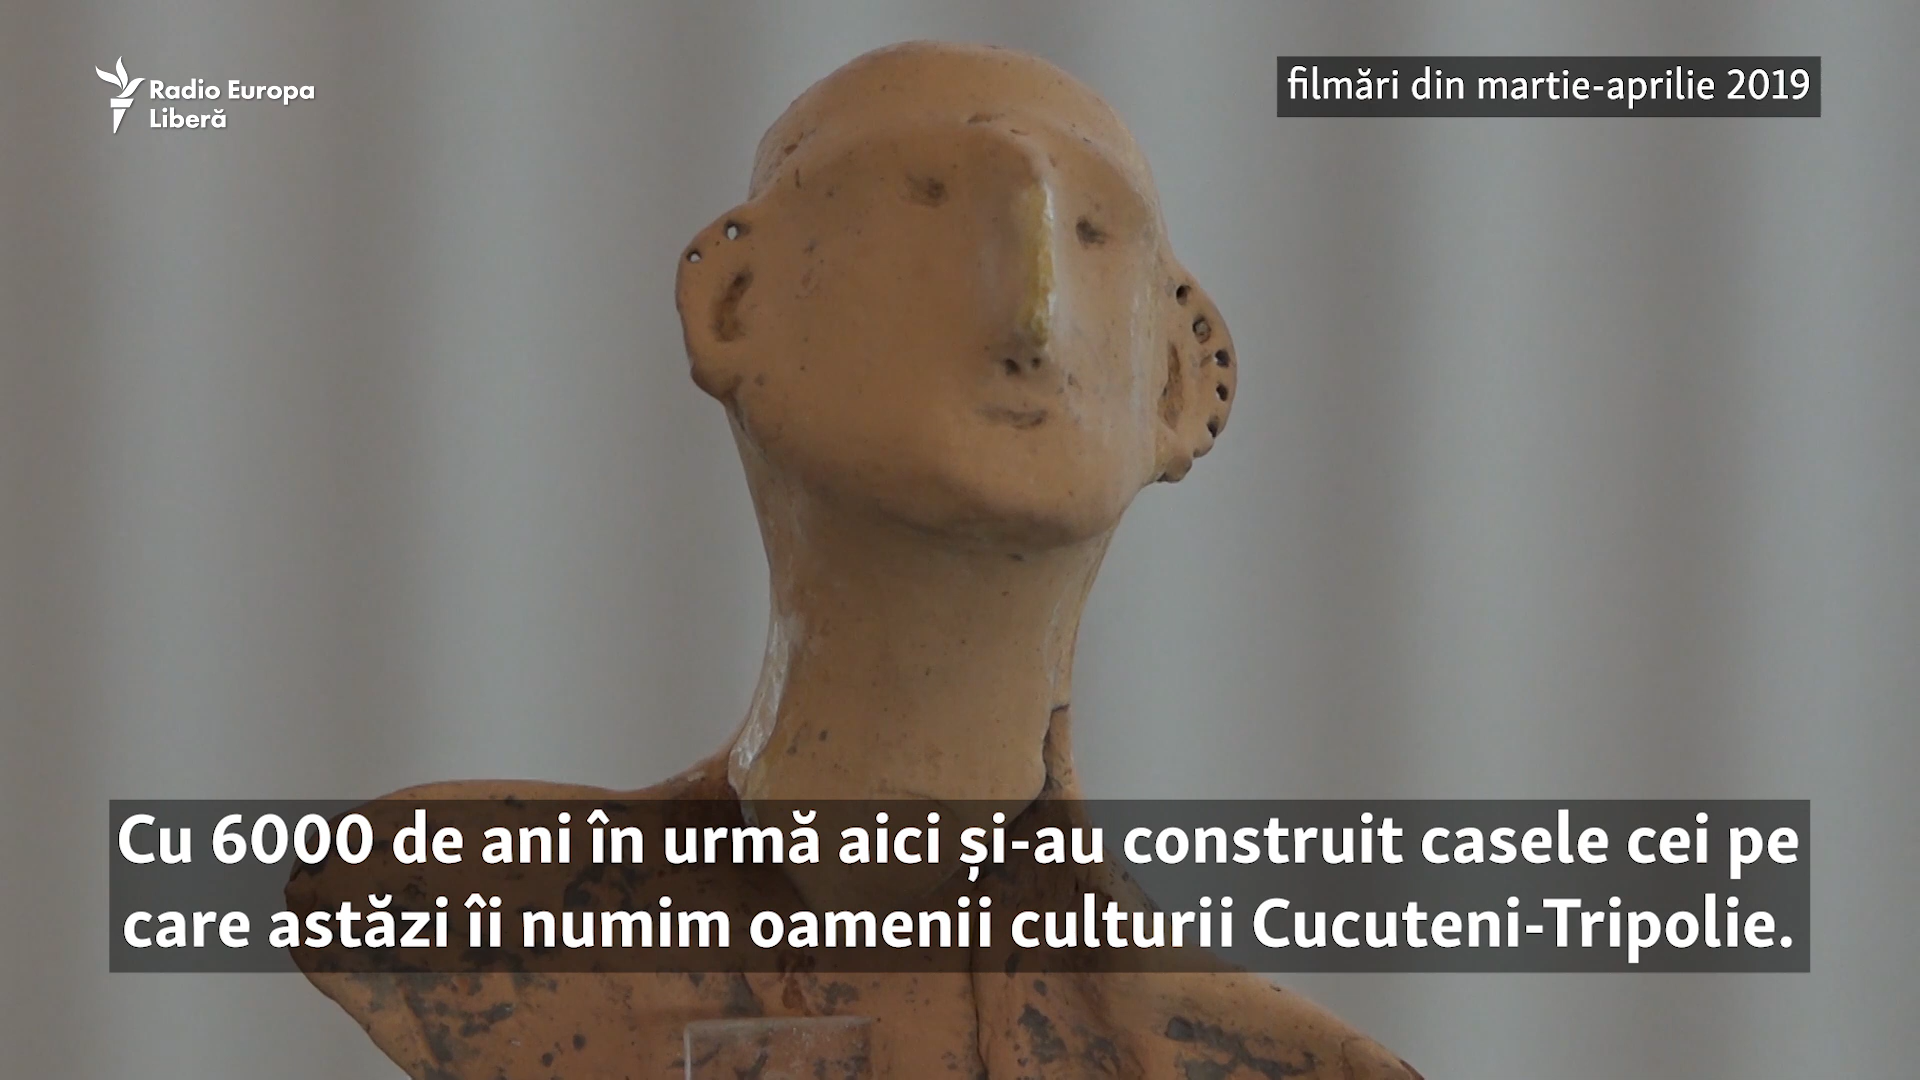 Radio Europa
Liberă
filmări din martie-aprilie 2019
Cu 6000 de ani în urmă aici și-au construit casele cei pe
care astăzi îi numim oamenii culturii Cucuteni-Tripolie.